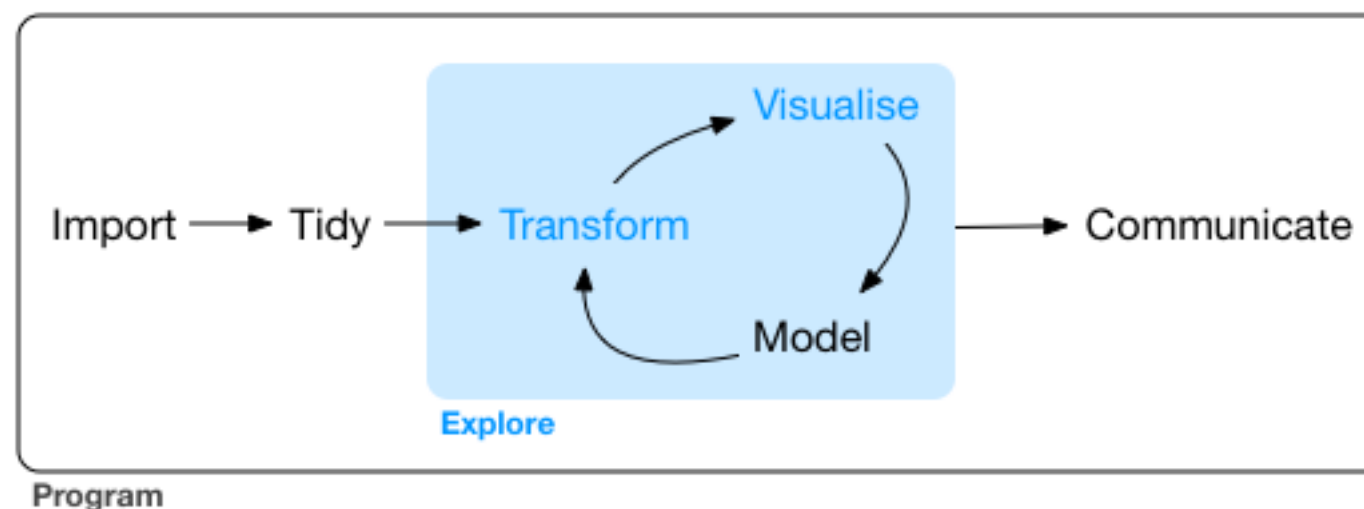 Visualise
Import Tidy Transform Communicate
Model
Explore
Program